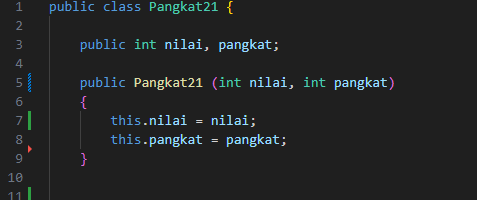 1 public class Pangkat21 {
2
3 public int nilai, pangkat;
4
5 public Pangkat21 (int nilai, int pangkat)
6 {
7 this.nilai = nilai;
8 this.pangkat = pangkat;
9 }
10
11